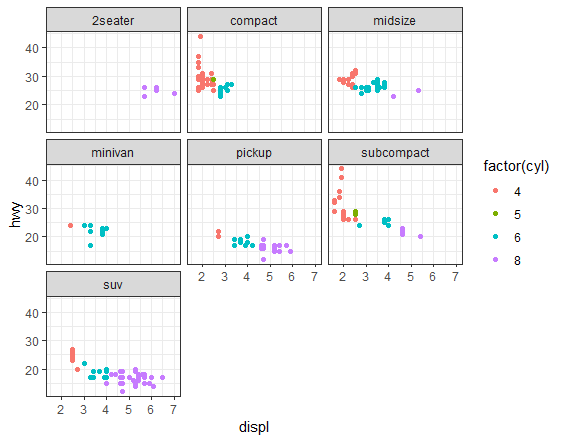 2seater compact midsize
40
30
20
minivan pickup subcompact
40
30
20
hwy
factor(cyl)
4
5
6
8
2 3 4 5 6 7 2 3 4 5 6 7
suv
40
30
20
2 3 4 5 6 7
displ